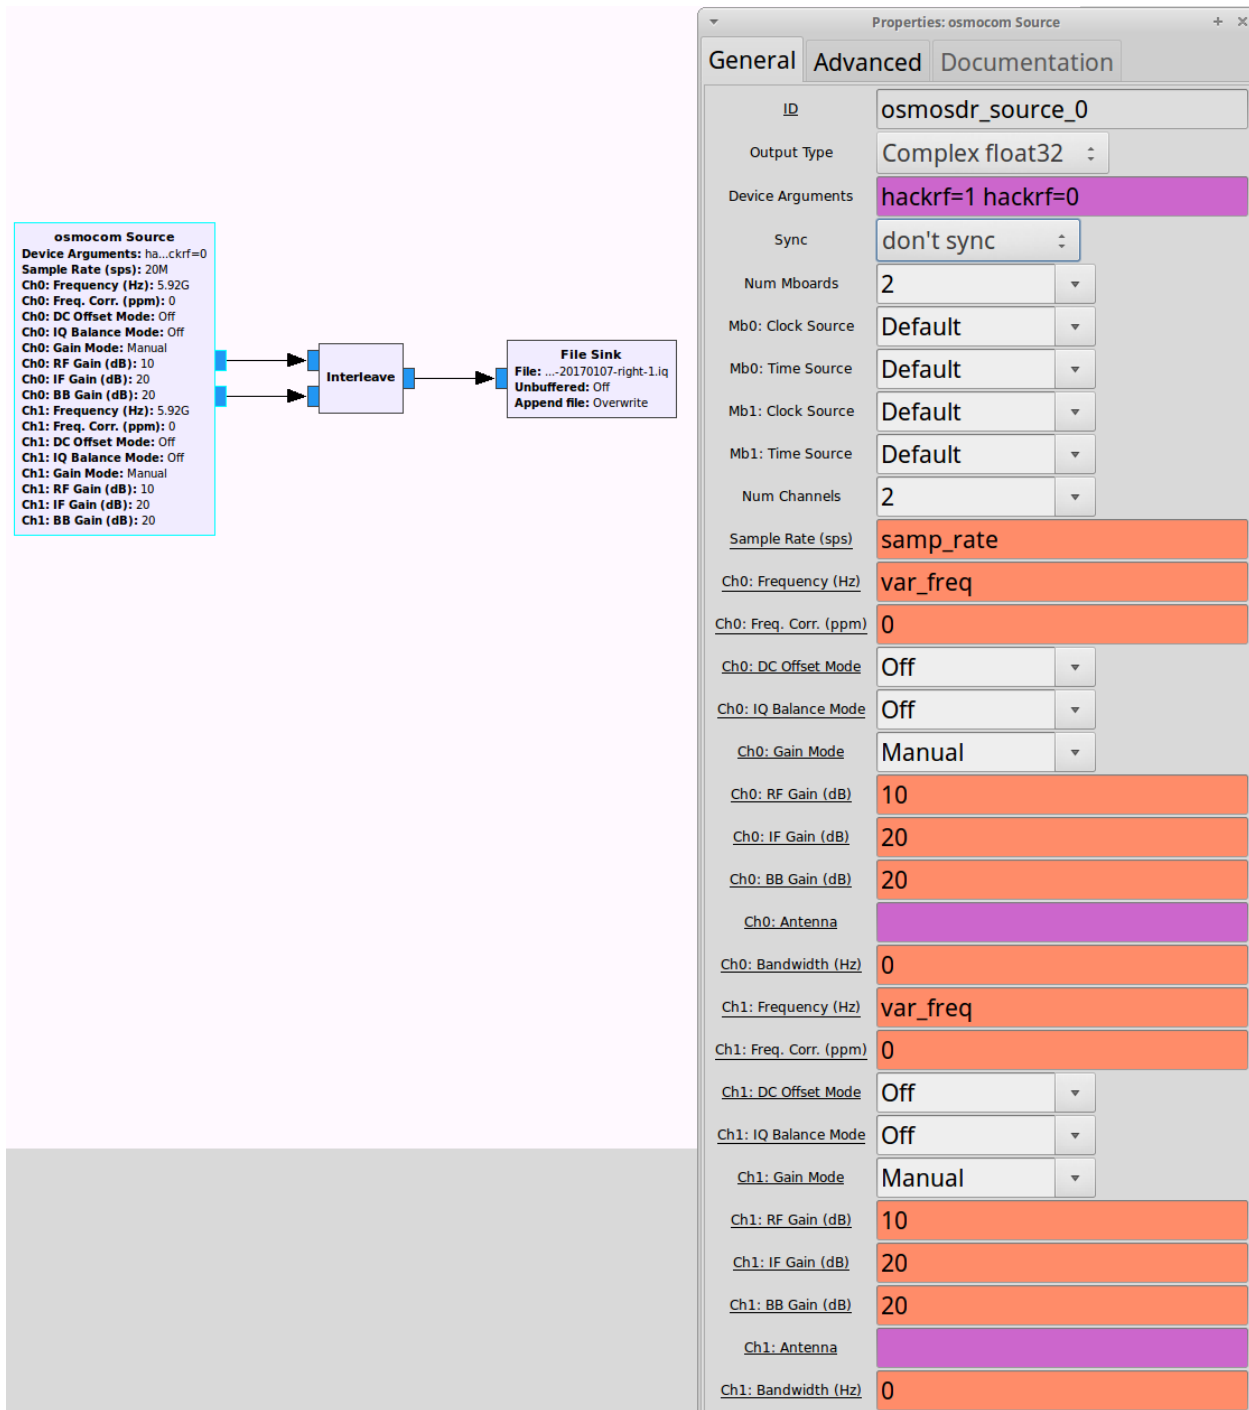 osmocom Source
Device Arguments: ha...ckrf=0
Sample Rate (sps): 20M
Ch0: Frequency (Hz): 5.92G
Ch0: Freq. Corr. (ppm): 0
Ch0: DC Offset Mode: Off
Ch0: IQ Balance Mode: Off
Ch0: Gain Mode: Manual
Ch0: RF Gain (dB): 10
Ch0: IF Gain (dB): 20
Ch0: BB Gain (dB): 20
Ch1: Frequency (Hz): 5.92G
Ch1: Freq. Corr. (ppm): 0
Ch1: DC Offset Mode: Off
Ch1: IQ Balance Mode: Off
Ch1: Gain Mode: Manual
Ch1: RF Gain (dB): 10
Ch1: IF Gain (dB): 20
Ch1: BB Gain (dB): 20
Interleave
File Sink
File: ...-20170107-right-1.iq
Unbuffered: Off
Append file: Overwrite
Properties: osmocom Source
General Advanced Documentation
ID osmosdr_source_0
Output Type Complex float32
Device Arguments hackrf=1 hackrf=0
Sync don't sync
Num Mboards 2
Mb0: Clock Source Default
Mb0: Time Source Default
Mb1: Clock Source Default
Mb1: Time Source Default
Num Channels 2
Sample Rate (sps) samp_rate
Ch0: Frequency (Hz) var_freq
Ch0: Freq. Corr. (ppm) 0
Ch0: DC Offset Mode Off
Ch0: IQ Balance Mode Off
Ch0: Gain Mode Manual
Ch0: RF Gain (dB) 10
Ch0: IF Gain (dB) 20
Ch0: BB Gain (dB) 20
Ch0: Antenna
Ch0: Bandwidth (Hz) 0
Ch1: Frequency (Hz) var_freq
Ch1: Freq. Corr. (ppm) 0
Ch1: DC Offset Mode Off
Ch1: IQ Balance Mode Off
Ch1: Gain Mode Manual
Ch1: RF Gain (dB) 10
Ch1: IF Gain (dB) 20
Ch1: BB Gain (dB) 20
Ch1: Antenna
Ch1: Bandwidth (Hz) 0